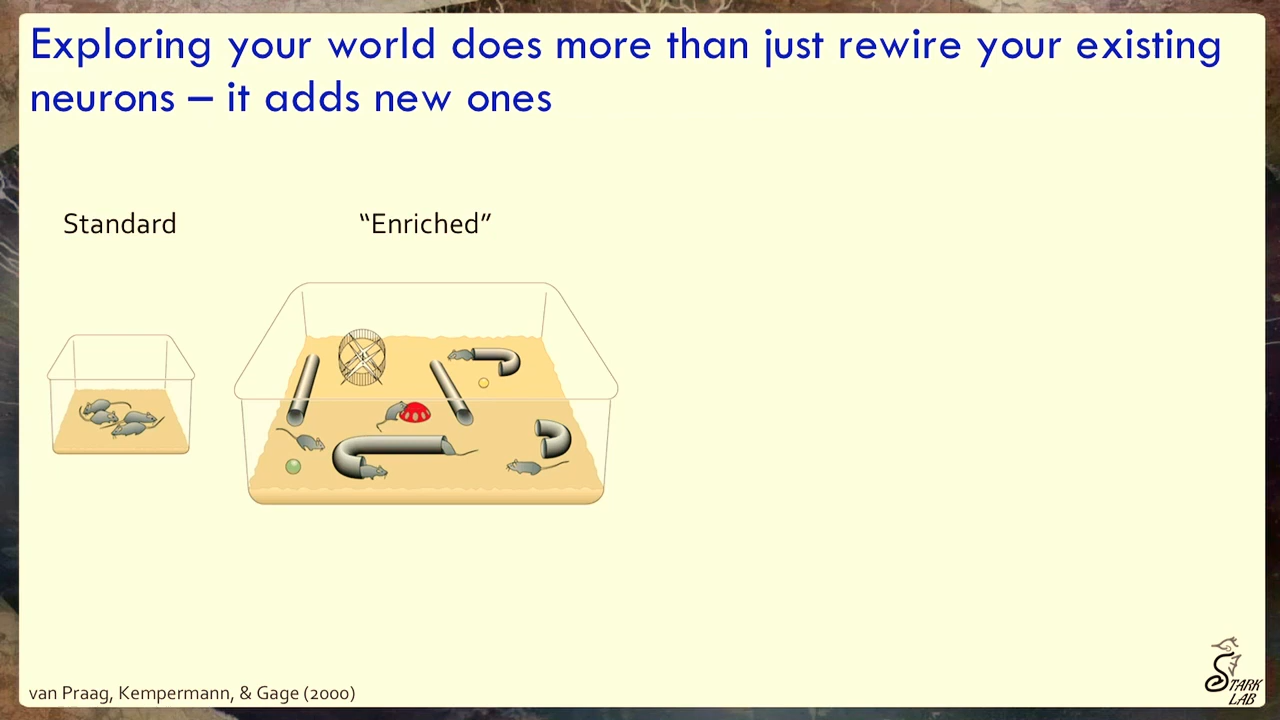 Exploring your world does more than just rewire your existing
neurons – it adds new ones
Standard
“Enriched”
van Praag, Kempermann, & Gage (2000)
STARK
LAB